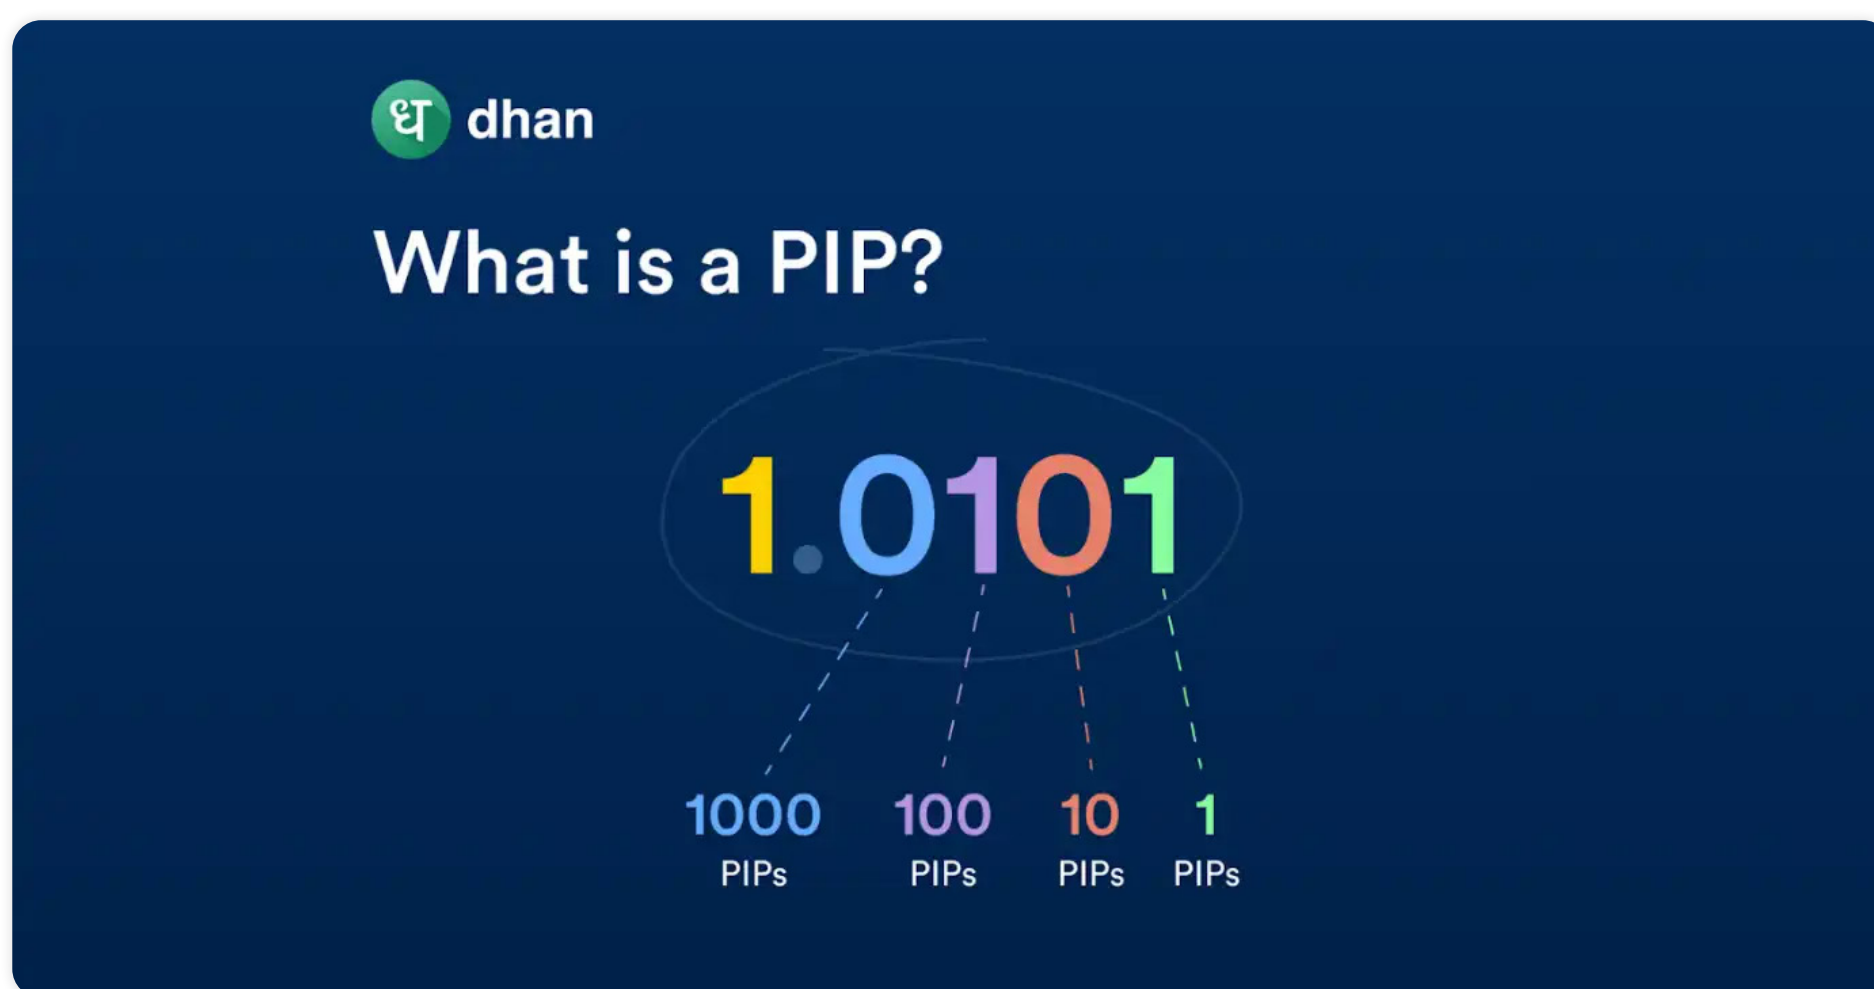 ध dhan
What is a PIP?
1.0101
1000 100 10 1
PIPs PIPs PIPs PIPs